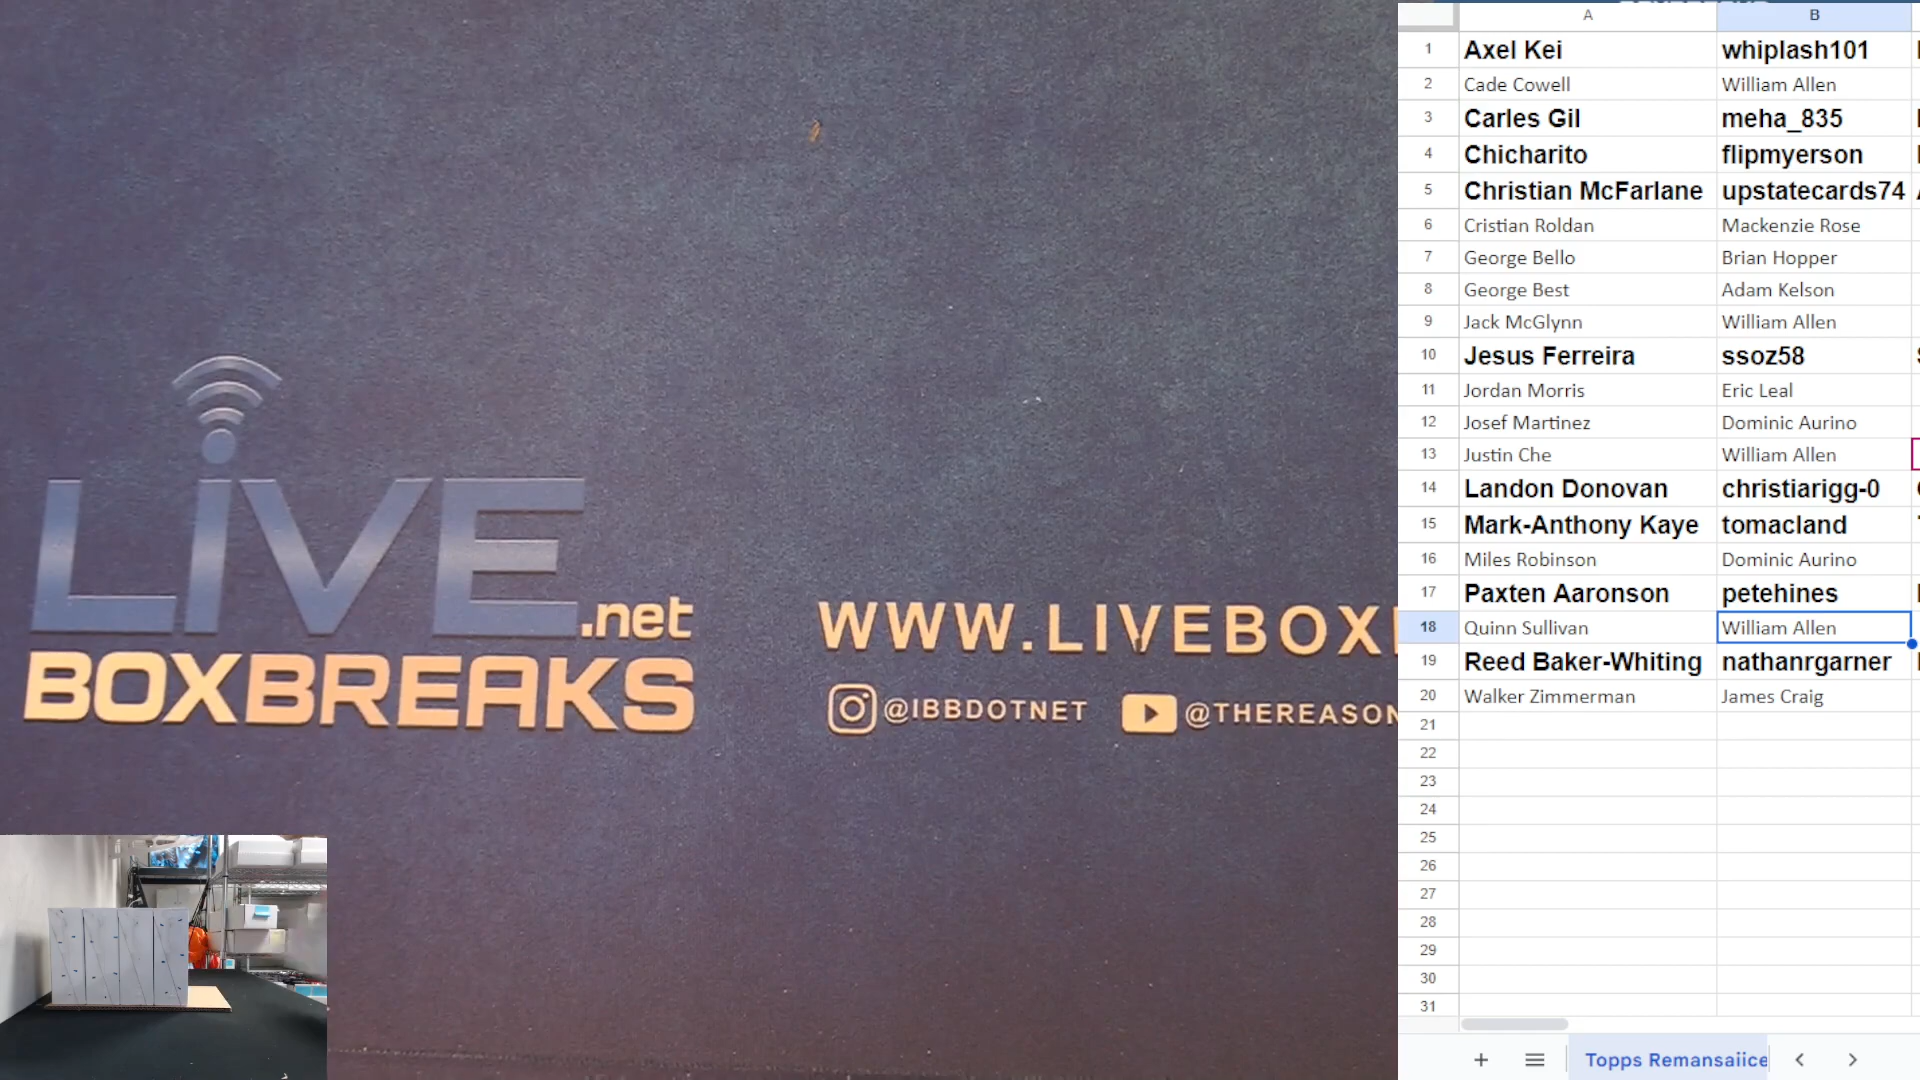 LiVE.net
BOXBREAKS
WWW.LIVEBOX
@IBBDOTNET
@THEREASON
A B
1 Axel Kei whiplash101
2 Cade Cowell William Allen
3 Carles Gil meha_835
4 Chicharito flipmyerson
5 Christian McFarlane upstatecards74
6 Cristian Roldan Mackenzie Rose
7 George Bello Brian Hopper
8 George Best Adam Kelson
9 Jack McGlynn William Allen
10 Jesus Ferreira ssoz58
11 Jordan Morris Eric Leal
12 Josef Martinez Dominic Aurino
13 Justin Che William Allen
14 Landon Donovan christiarigg-0
15 Mark-Anthony Kaye tomacland
16 Miles Robinson Dominic Aurino
17 Paxten Aaronson petehines
18 Quinn Sullivan William Allen
19 Reed Baker-Whiting nathanrgarner
20 Walker Zimmerman James Craig
21
22
23
24
25
26
27
28
29
30
31
Topps Remansaiice